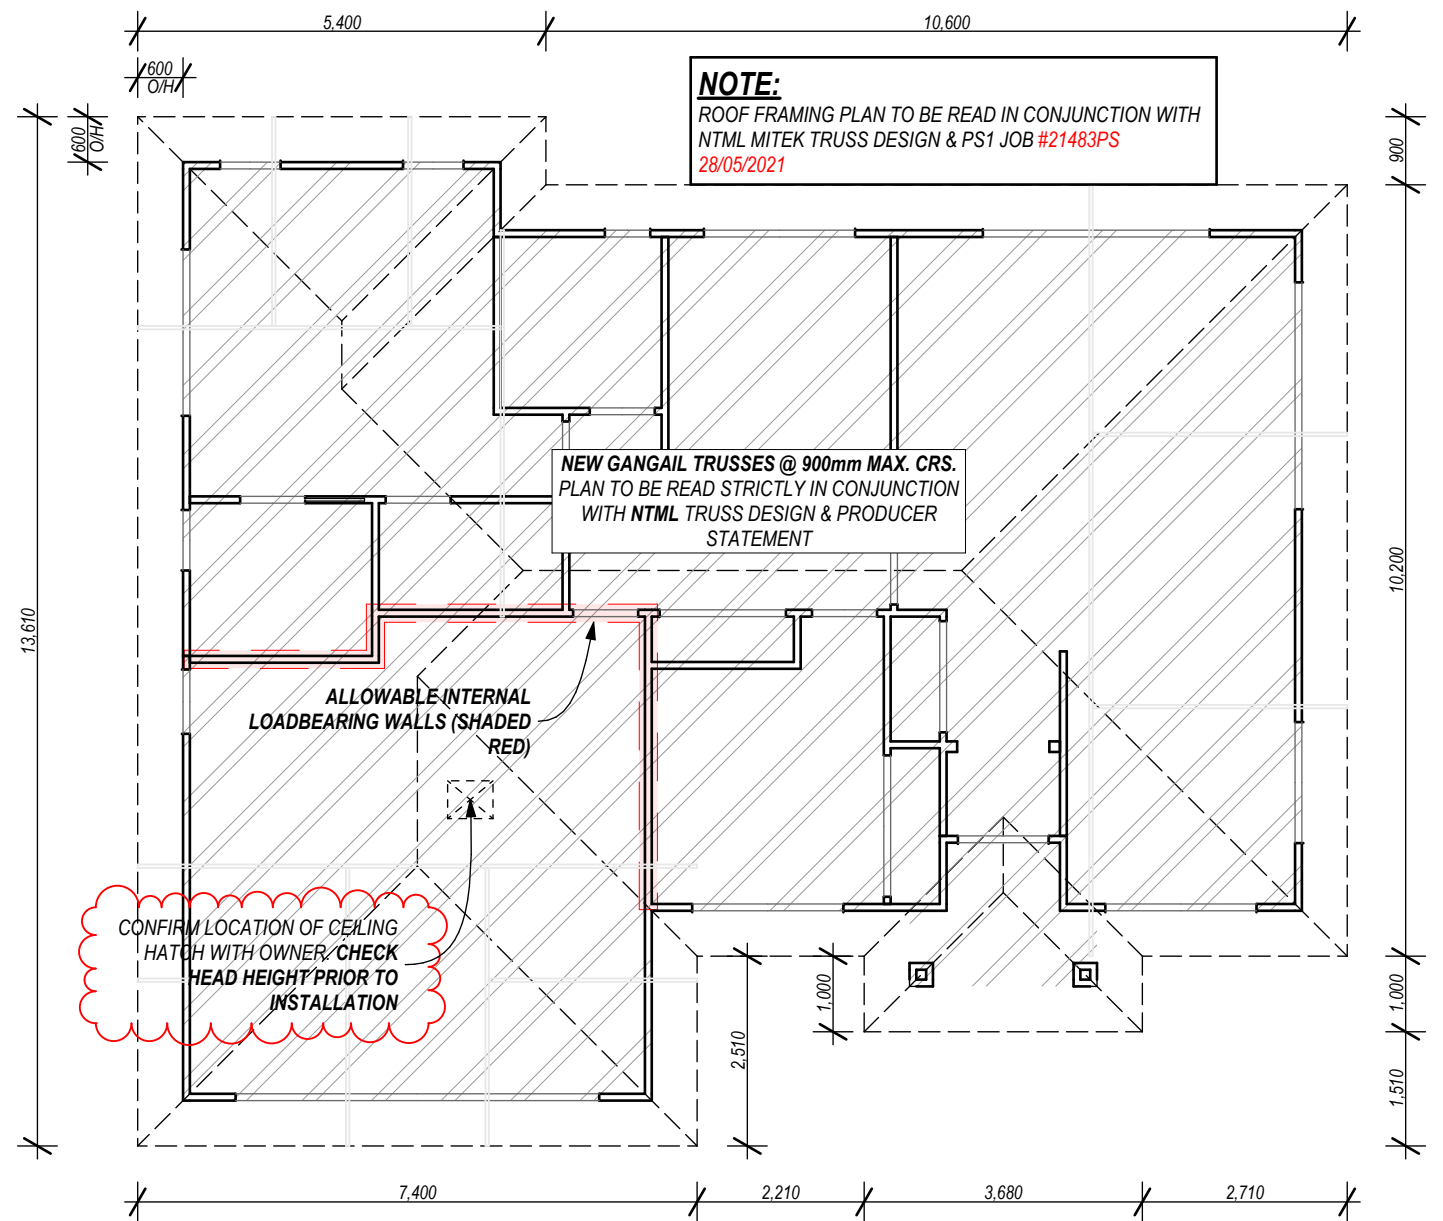 5,400
10,600
600
O/H
600
O/H
NOTE:
ROOF FRAMING PLAN TO BE READ IN CONJUNCTION WITH
NTML MITEK TRUSS DESIGN & PS1 JOB #21483PS
28/05/2021
900
NEW GANGAIL TRUSSES @ 900mm MAX. CRS.
PLAN TO BE READ STRICTLY IN CONJUNCTION
WITH NTML TRUSS DESIGN & PRODUCER
STATEMENT
13,610
10,200
ALLOWABLE INTERNAL
LOADBEARING WALLS (SHADED
RED)
CONFIRM LOCATION OF CEILING
HATCH WITH OWNER. CHECK
HEAD HEIGHT PRIOR TO
INSTALLATION
1,000
1,000
2,510
1,510
7,400
2,210
3,680
2,710